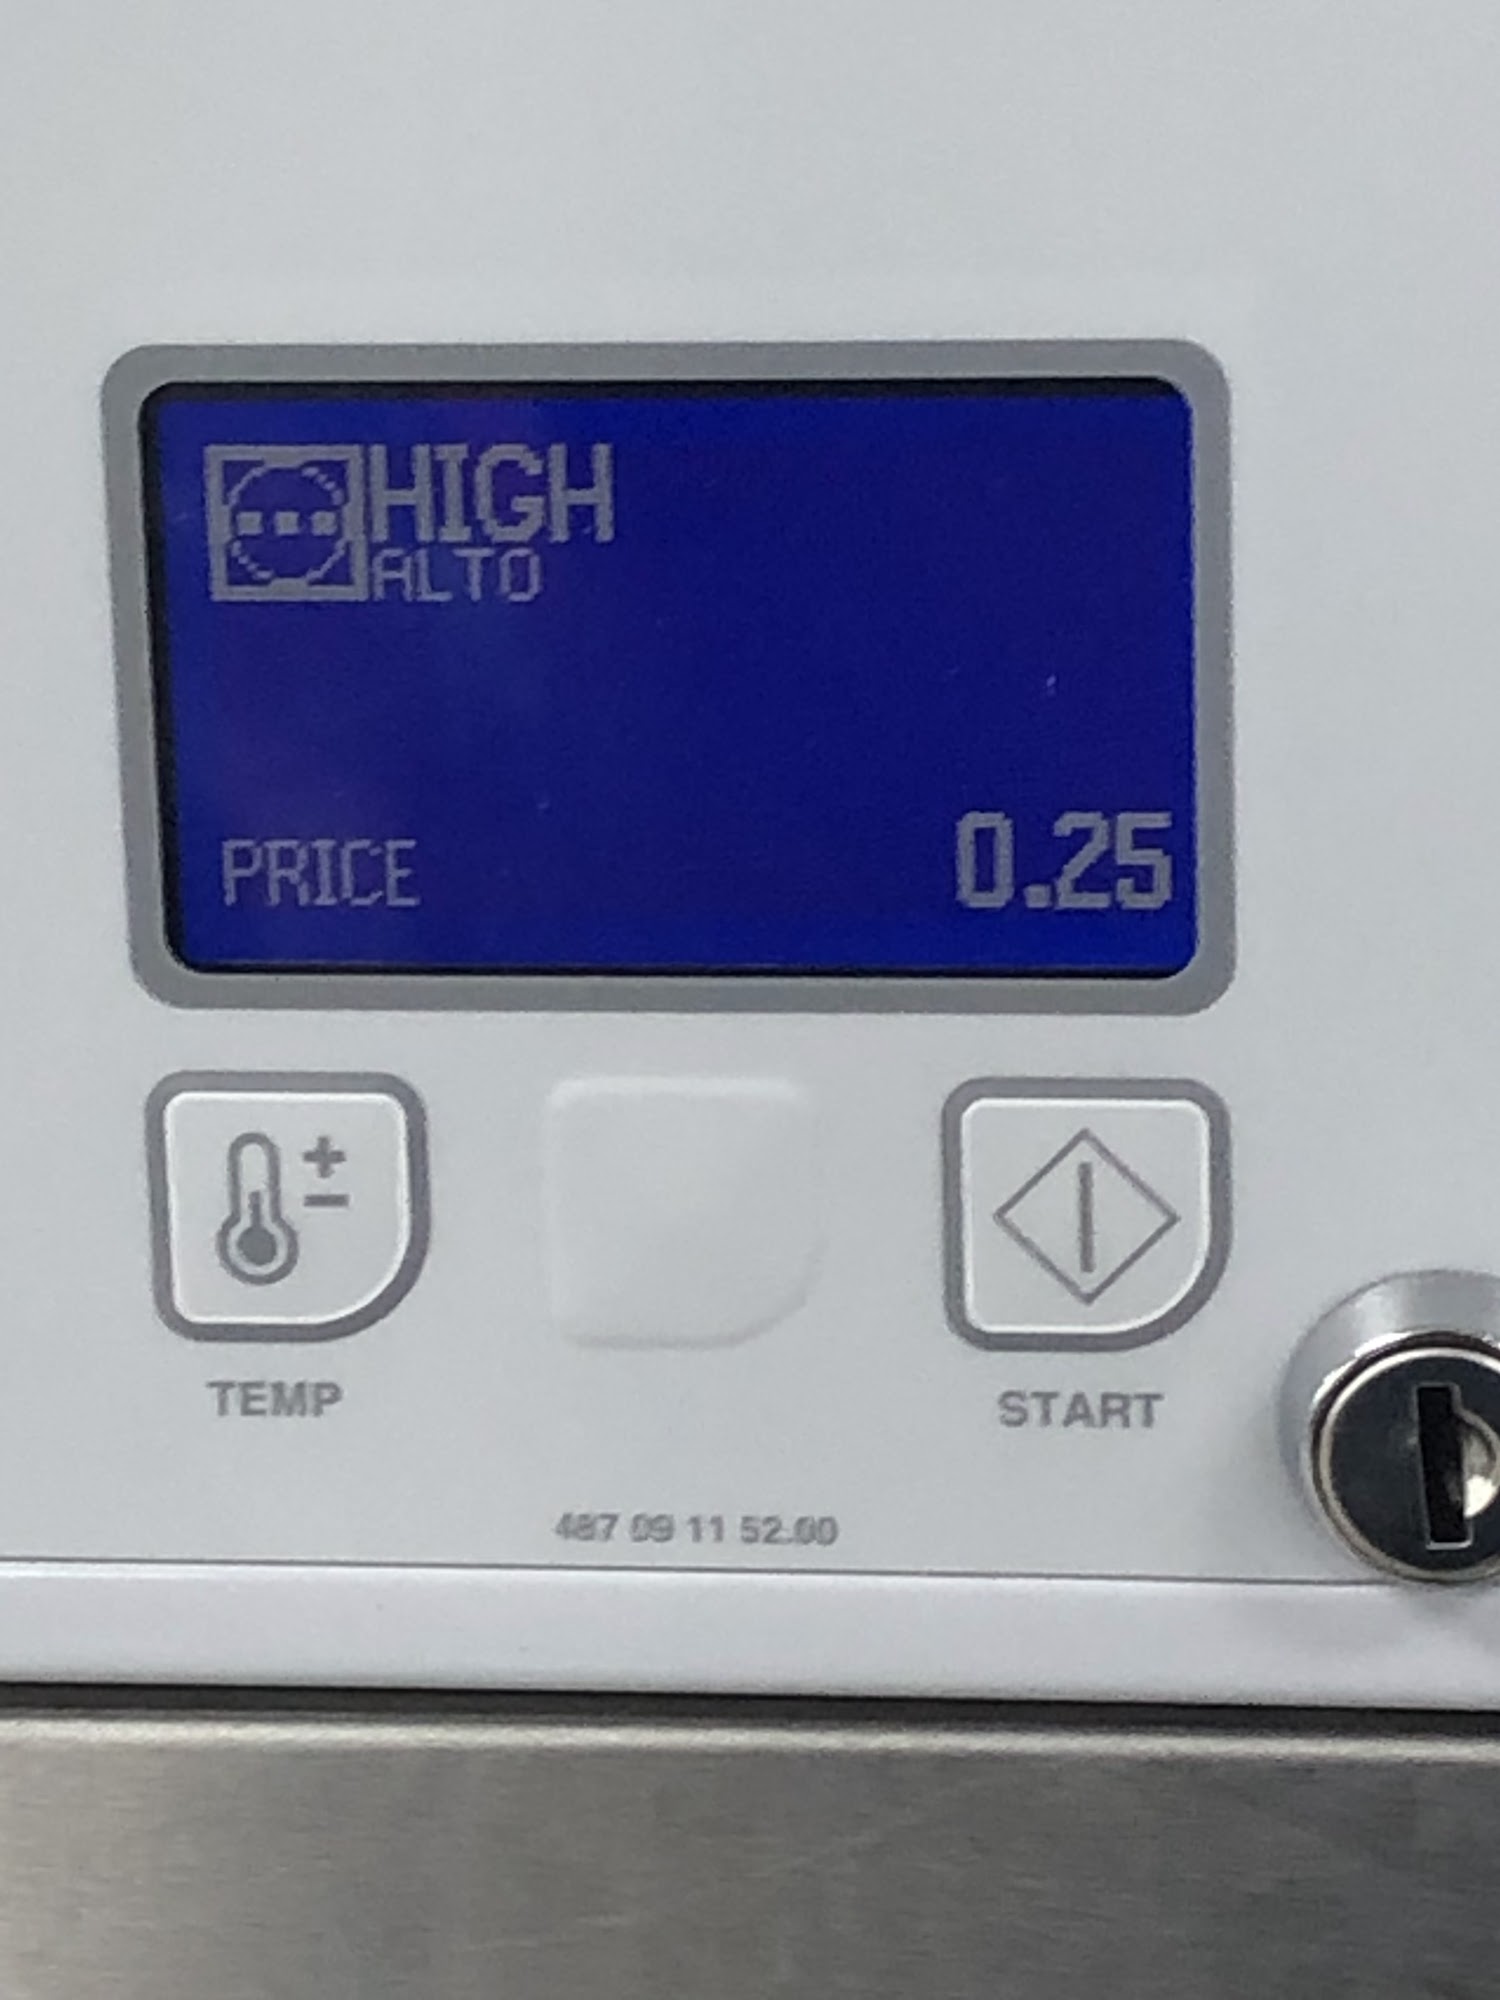 HIGH
ALTO
PRICE 0.25
TEMP
START
487 09 11 52.00